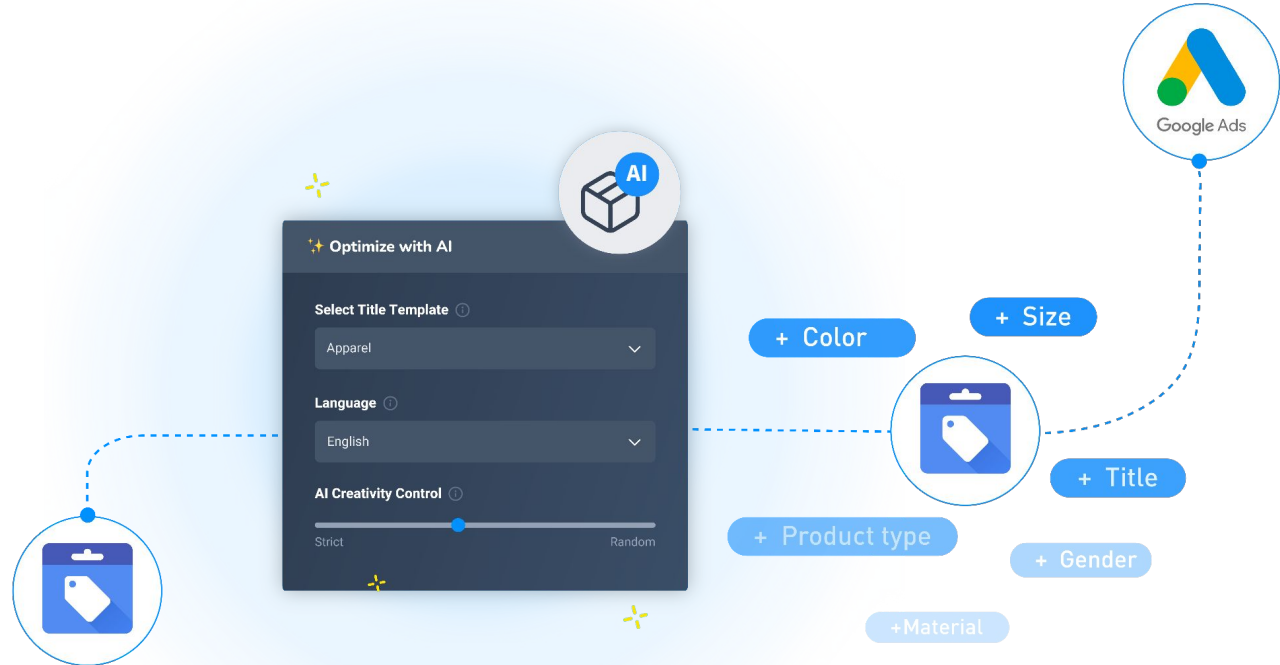 Google Ads
AI
✨ Optimize with AI
Select Title Template
Apparel
Language
English
AI Creativity Control
Strict
Random
+ Color
+ Size
+ Title
+ Product type
+ Gender
+Material